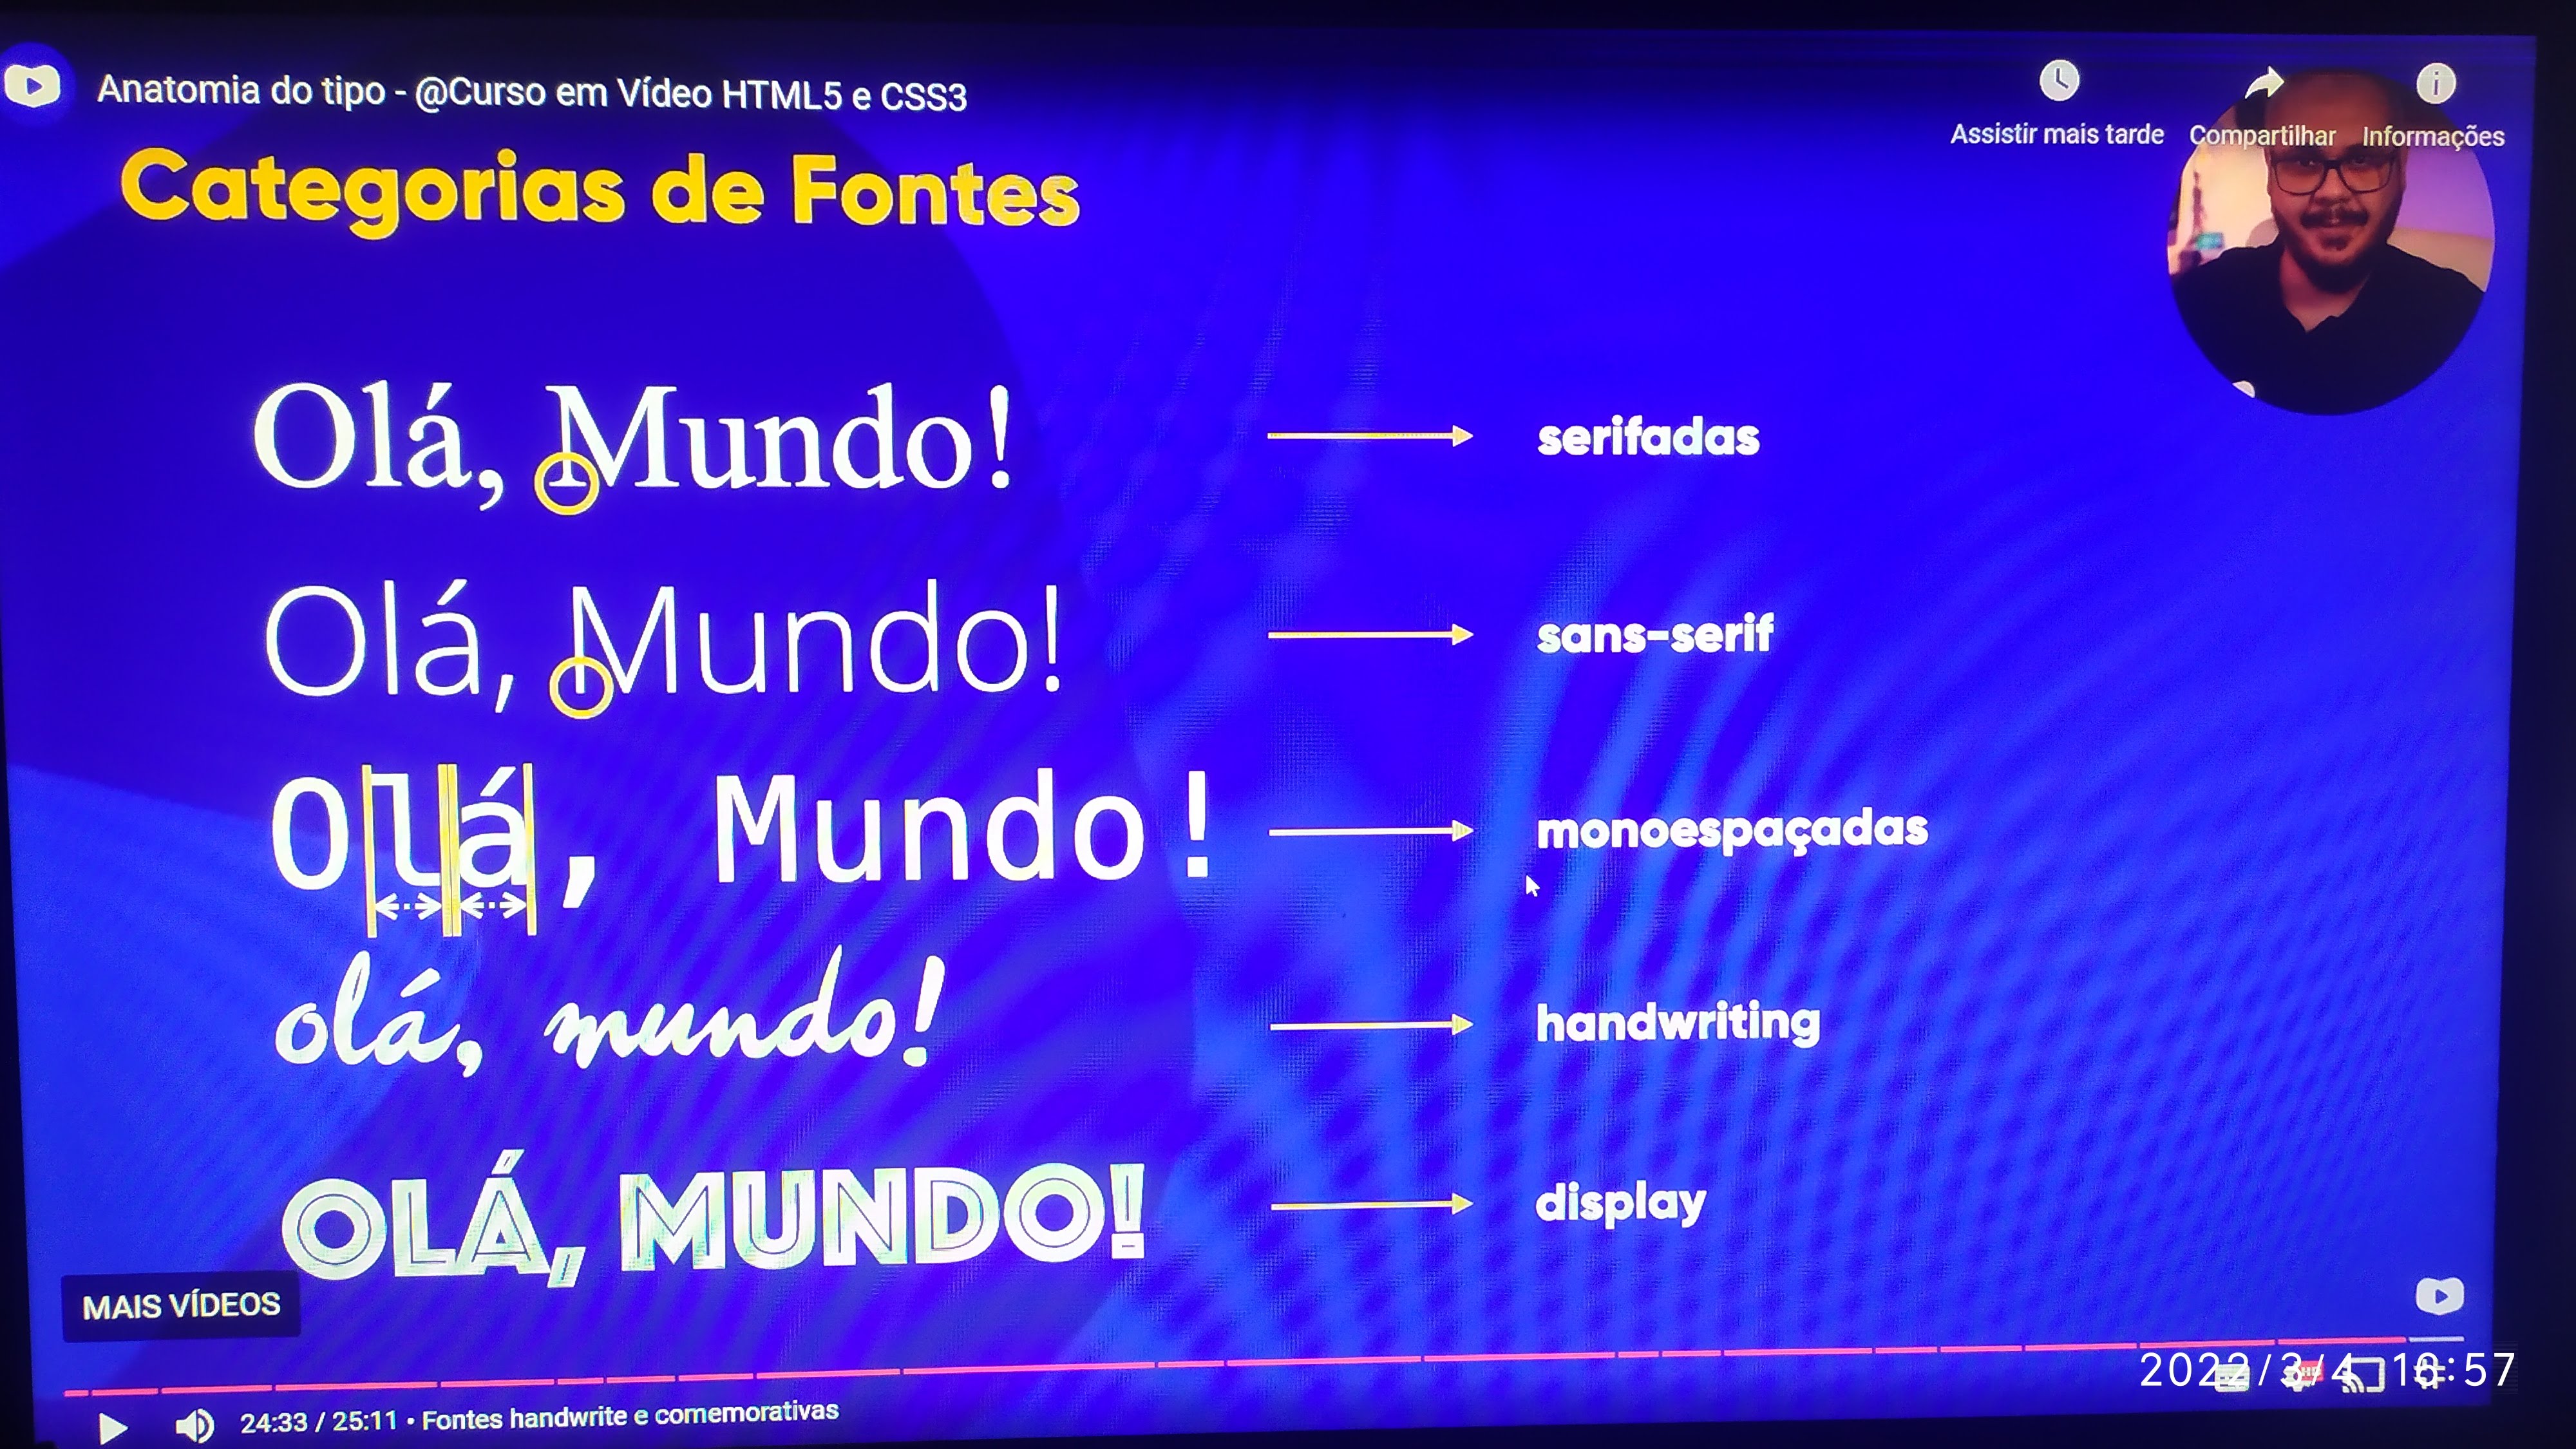 Anatomia do tipo - @Curso em Vídeo HTML5 e CSS3
Assistir mais tarde
Compartilhar
Informações
Categorias de Fontes
Olá, Mundo!
serifadas
Olá, Mundo!
sans-serif
Olá, Mundo!
monoespaçadas
olá, mundo!
handwriting
OLÁ, MUNDO!
display
MAIS VÍDEOS
24:33 / 25:11 • Fontes handwrite e comemorativas
2022/3/4